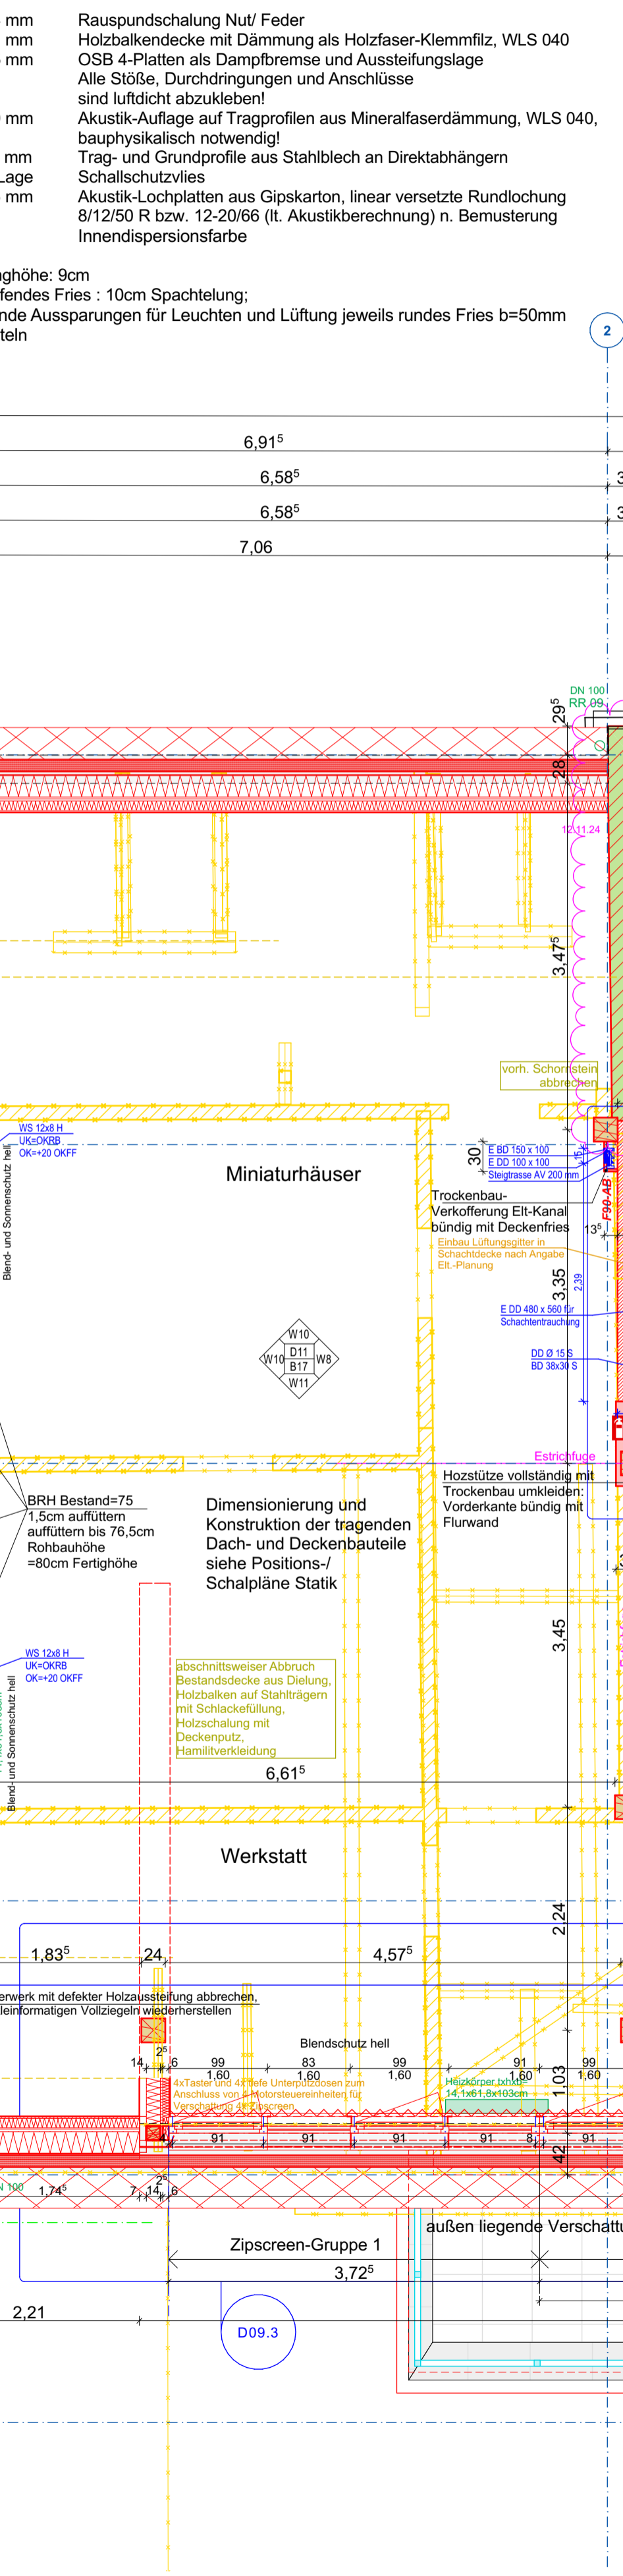 mm Rauspundschalung Nut/ Feder
mm Holzbalkendecke mit Dämmung als Holzfaser-Klemmfilz, WLS 040
mm OSB 4-Platten als Dampfbremse und Aussteifungslage
Alle Stöße, Durchdringungen und Anschlüsse
sind luftdicht abzukleben!
mm Akustik-Auflage auf Tragprofilen aus Mineralfaserdämmung, WLS 040,
bauphysikalisch notwendig!
mm Trag- und Grundprofile aus Stahlblech an Direktabhängern
Lage Schallschutzvlies
mm Akustik-Lochplatten aus Gipskarton, linear versetzte Rundlochung
8/12/50 R bzw. 12-20/66 (lt. Akustikberechnung) n. Bemusterung
Innendispersionsfarbe
nghöhe: 9cm
fendes Fries : 10cm Spachtelung;
nde Aussparungen für Leuchten und Lüftung jeweils rundes Fries b=50mm
teln
2
6,91⁵
6,58⁵
6,58⁵
7,06
DN 100
RR 09
29⁵
28
12.11.24
3,47⁵
vorh. Schornstein
abbrechen
WS 12x8 H
UK=OKRB
OK=+20 OKFF
Blend- und Sonnenschutz hell
Miniaturhäuser
30
E BD 150 x 100
E DD 100 x 100
Steigtrasse AV 200 mm
15
F90-AB
Trockenbau-
Verkofferung Elt-Kanal
bündig mit Deckenfries
13⁵
Einbau Lüftungsgitter in
Schachtdecke nach Angabe
Elt.-Planung
3,35
2,39
E DD 480 x 560 für
Schachtentrauchung
W10
W10 D11 W8
B17
W11
DD Ø 15 S
BD 38x30 S
Estrichfuge
Hozstütze vollständig mit
Trockenbau umkleiden:
Vorderkante bündig mit
Flurwand
BRH Bestand=75
1,5cm auffüttern
auffüttern bis 76,5cm
Rohbauhöhe
=80cm Fertighöhe
Dimensionierung und
Konstruktion der tragenden
Dach- und Deckenbauteile
siehe Positions-/
Schalpläne Statik
3,45
WS 12x8 H
UK=OKRB
OK=+20 OKFF
Blend- und Sonnenschutz hell
abschnittsweiser Abbruch
Bestandsdecke aus Dielung,
Holzbalken auf Stahlträgern
mit Schlackefüllung,
Holzschalung mit
Deckenputz,
Hamilitverkleidung
6,61⁵
Werkstatt
2,24
1,83⁵ 24 4,57⁵
erwerk mit defekter Holzaussteifung abbrechen,
leinformatigen Vollziegeln wiederherstellen
Blendschutz hell
14 2⁵ 6 99 83 99 91 99
1,60 1,60 1,60 1,60 1,60
4xTaster und 4x tiefe Unterputzdosen zum
Anschluss von 4 Motorsteuereinheiten für
Verschattung 4x Zipscreen
Heizkörper txhxb=
14,1x61,8x103cm
1,03
4 91 91 91 91 8 91
42
N 100 1,74⁵ 7 14 2⁵ 6
außen liegende Verschattu
Zipscreen-Gruppe 1
3,72⁵
2,21
D09.3